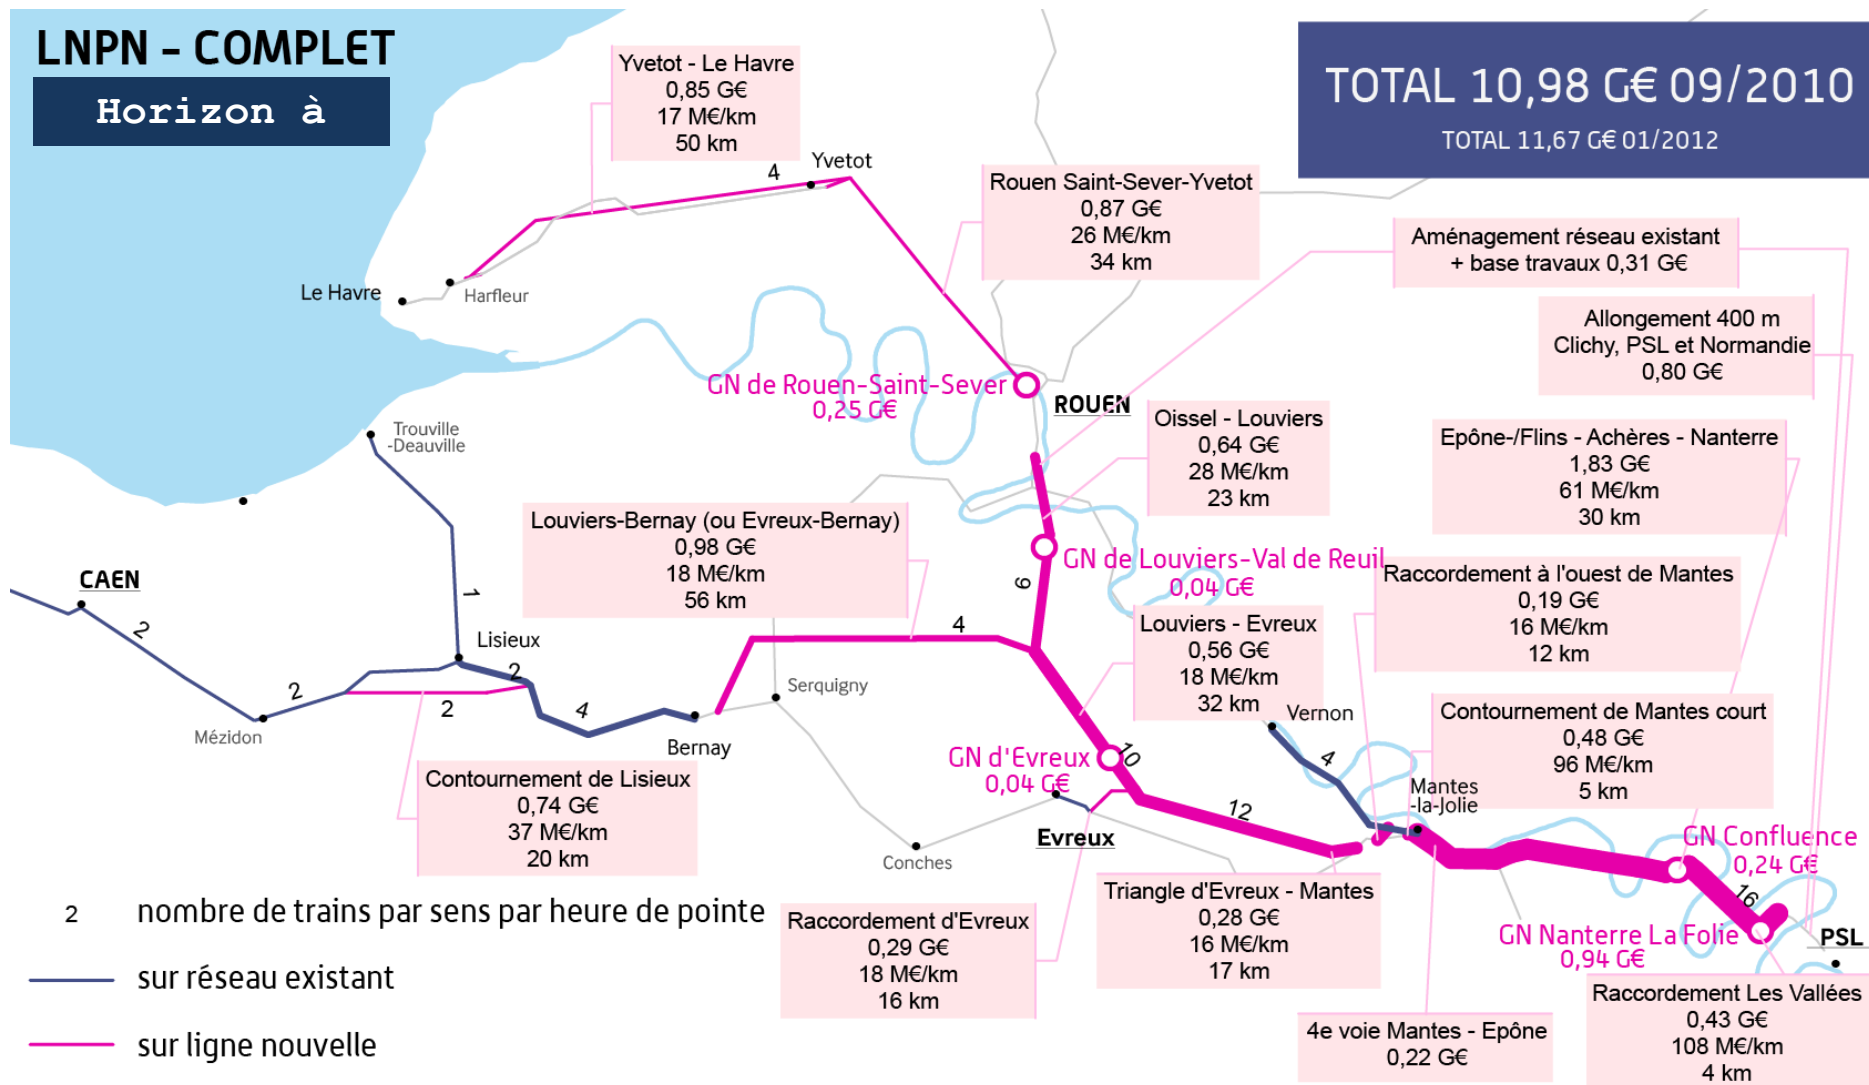 LNPN - COMPLET
Horizon à
TOTAL 10,98 G€ 09/2010
TOTAL 11,67 G€ 01/2012
Yvetot - Le Havre
0,85 G€
17 M€/km
50 km
4
Yvetot
Rouen Saint-Sever-Yvetot
0,87 G€
26 M€/km
34 km
Aménagement réseau existant
+ base travaux 0,31 G€
Le Havre
Harfleur
Allongement 400 m
Clichy, PSL et Normandie
0,80 G€
GN de Rouen-Saint-Sever
0,25 G€
ROUEN
Oissel - Louviers
0,64 G€
28 M€/km
23 km
Epône-/Flins - Achères - Nanterre
1,83 G€
61 M€/km
30 km
Trouville
-Deauville
Louviers-Bernay (ou Evreux-Bernay)
0,98 G€
18 M€/km
56 km
GN de Louviers-Val de Reuil
0,04 G€
6
Raccordement à l'ouest de Mantes
0,19 G€
16 M€/km
12 km
CAEN
2
1
Lisieux
2
4
Louviers - Evreux
0,56 G€
18 M€/km
32 km
Serquigny
Vernon
4
2
2
4
Mézidon
Bernay
Contournement de Mantes court
0,48 G€
96 M€/km
5 km
Mantes
-la-Jolie
GN d'Evreux
0,04 G€
10
12
Contournement de Lisieux
0,74 G€
37 M€/km
20 km
Evreux
Conches
GN Confluence
0,24 G€
16
Triangle d'Evreux - Mantes
0,28 G€
16 M€/km
17 km
Raccordement d'Evreux
0,29 G€
18 M€/km
16 km
GN Nanterre La Folie
0,94 G€
PSL
Raccordement Les Vallées
0,43 G€
108 M€/km
4 km
4e voie Mantes - Epône
0,22 G€
2 nombre de trains par sens par heure de pointe
sur réseau existant
sur ligne nouvelle